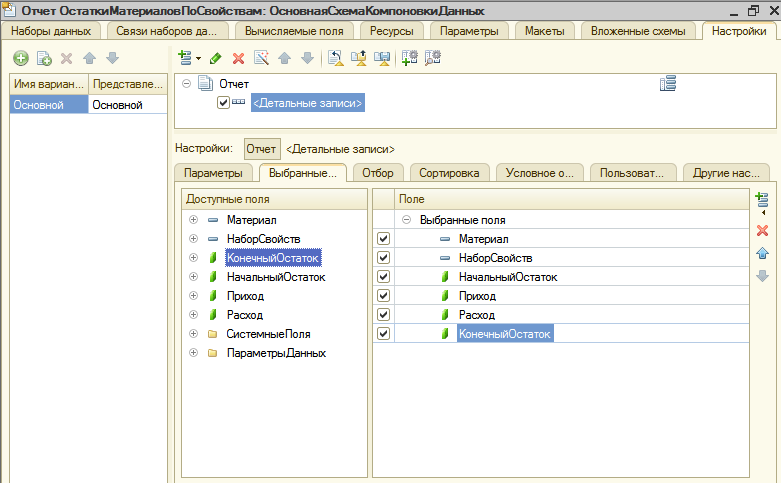 Отчет ОстаткиМатериаловПоСвойствам: ОсновнаяСхемаКомпоновкиДанных
Наборы данных Связи наборов да... Вычисляемые поля Ресурсы Параметры Макеты Вложенные схемы Настройки
Имя вариан... Представле...
Основной Основной
Отчет
<Детальные записи>
Настройки: Отчет <Детальные записи>
Параметры Выбранные... Отбор Сортировка Условное о... Пользоват... Другие нас...
Доступные поля Поле
Материал Выбранные поля
НаборСвойств Материал
КонечныйОстаток НаборСвойств
НачальныйОстаток НачальныйОстаток
Приход Приход
Расход Расход
СистемныеПоля КонечныйОстаток
ПараметрыДанных